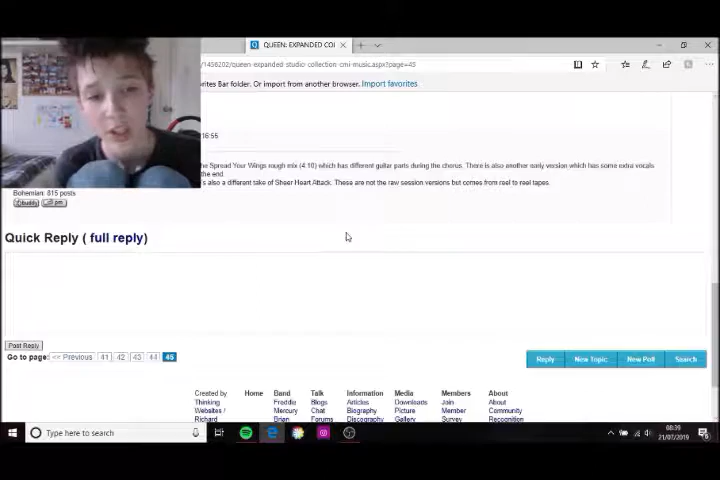 QUEEN: EXPANDED COI
/1456202/queen-expanded-studio-collection-cmi-music.aspx?page=45
rites Bar folder. Or import from another browser. Import favorites
16:55
he Spread Your Wings rough mix (4:10) which has different guitar parts during the chorus. There is also another early version which has some extra vocals
the end
's also a different take of Sheer Heart Attack. These are not the raw session versions but comes from reel to reel tapes.
Bohemian: 815 posts
buddy pm
Quick Reply ( full reply)
Post Reply
Go to page: << Previous 41 42 43 44 45
Reply New Topic New Poll Search
Created by Home Band Talk Information Media Members About
Thinking Freddie Blogs Articles Downloads Join About
Websites / Mercury Chat Biography Picture Member Community
Richard Brian Forums Discography Gallery Survey Recognition
Type here to search
08:39
21/07/2019